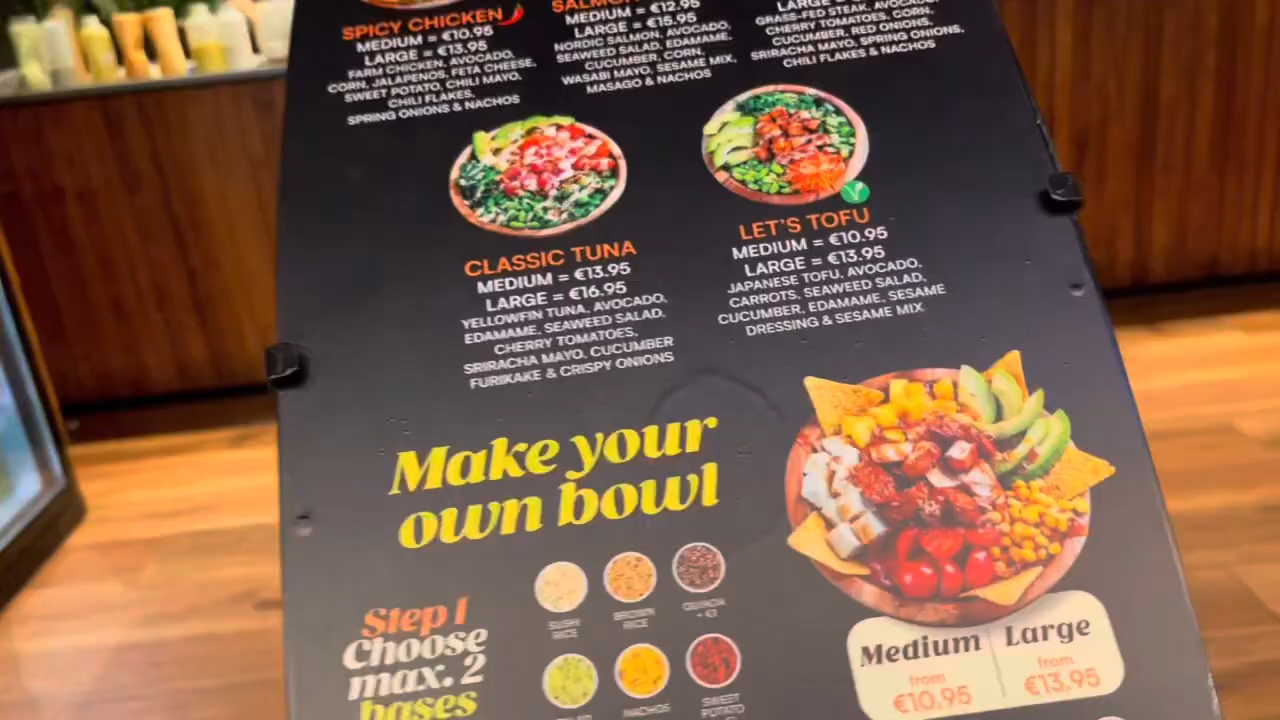 SPICY CHICKEN
MEDIUM = €10.95
LARGE = €13.95
FARM CHICKEN, AVOCADO,
CORN, JALAPENOS, FETA CHEESE,
SWEET POTATO, CHILI MAYO,
CHILI FLAKES,
SPRING ONIONS & NACHOS
SALMON
MEDIUM = €12.95
LARGE = €15.95
NORDIC SALMON, AVOCADO,
SEAWEED SALAD, EDAMAME,
CUCUMBER, CORN,
WASABI MAYO, SESAME MIX,
MASAGO & NACHOS
LARGE
GRASS-FED STEAK, AVOCADO,
CHERRY TOMATOES, CORN,
CUCUMBER, RED ONIONS,
SRIRACHA MAYO, SPRING ONIONS,
CHILI FLAKES & NACHOS
CLASSIC TUNA
MEDIUM = €13.95
LARGE = €16.95
YELLOWFIN TUNA, AVOCADO,
EDAMAME, SEAWEED SALAD,
CHERRY TOMATOES,
SRIRACHA MAYO, CUCUMBER
FURIKAKE & CRISPY ONIONS
V
LET'S TOFU
MEDIUM = €10.95
LARGE = €13.95
JAPANESE TOFU, AVOCADO,
CARROTS, SEAWEED SALAD,
CUCUMBER, EDAMAME, SESAME
DRESSING & SESAME MIX
Make your
own bowl
Step 1
Choose
max. 2
bases
SUSHI
RICE
BROWN
RICE
QUINOA
+ €1
NACHOS
SWEET
POTATO
Medium
from
€10.95
Large
from
€13.95